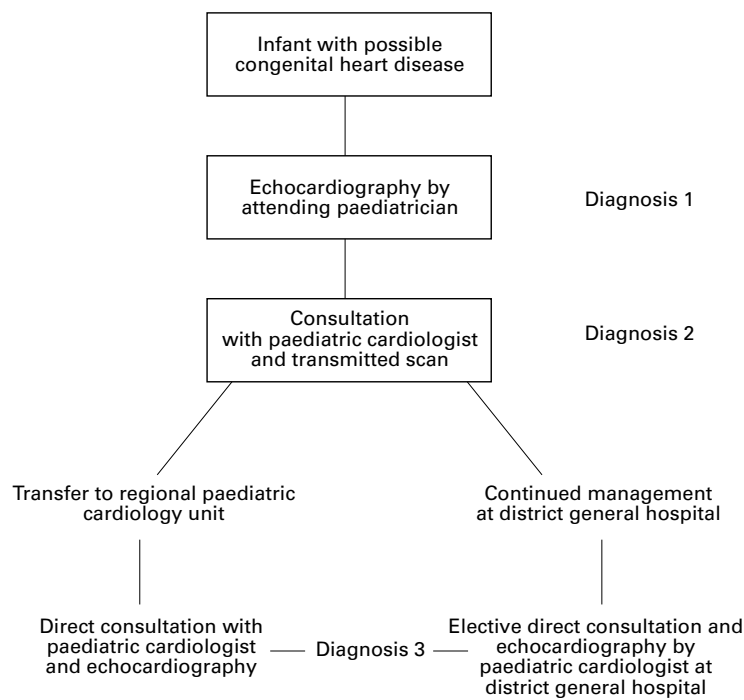 Infant with possible
congenital heart disease
Echocardiography by
attending paediatrician
Diagnosis 1
Consultation
with paediatric cardiologist
and transmitted scan
Diagnosis 2
Transfer to regional paediatric
cardiology unit
Continued management
at district general hospital
Direct consultation with
paediatric cardiologist
and echocardiography
Diagnosis 3
Elective direct consultation and
echocardiography by
paediatric cardiologist at
district general hospital